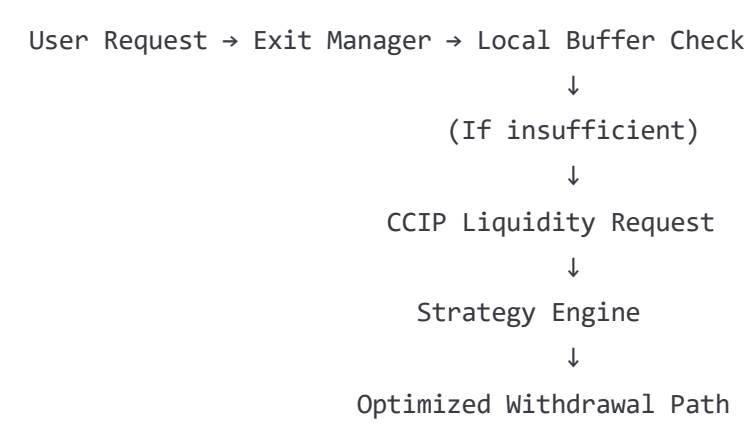 User Request → Exit Manager → Local Buffer Check
↓
(If insufficient)
↓
CCIP Liquidity Request
↓
Strategy Engine
↓
Optimized Withdrawal Path